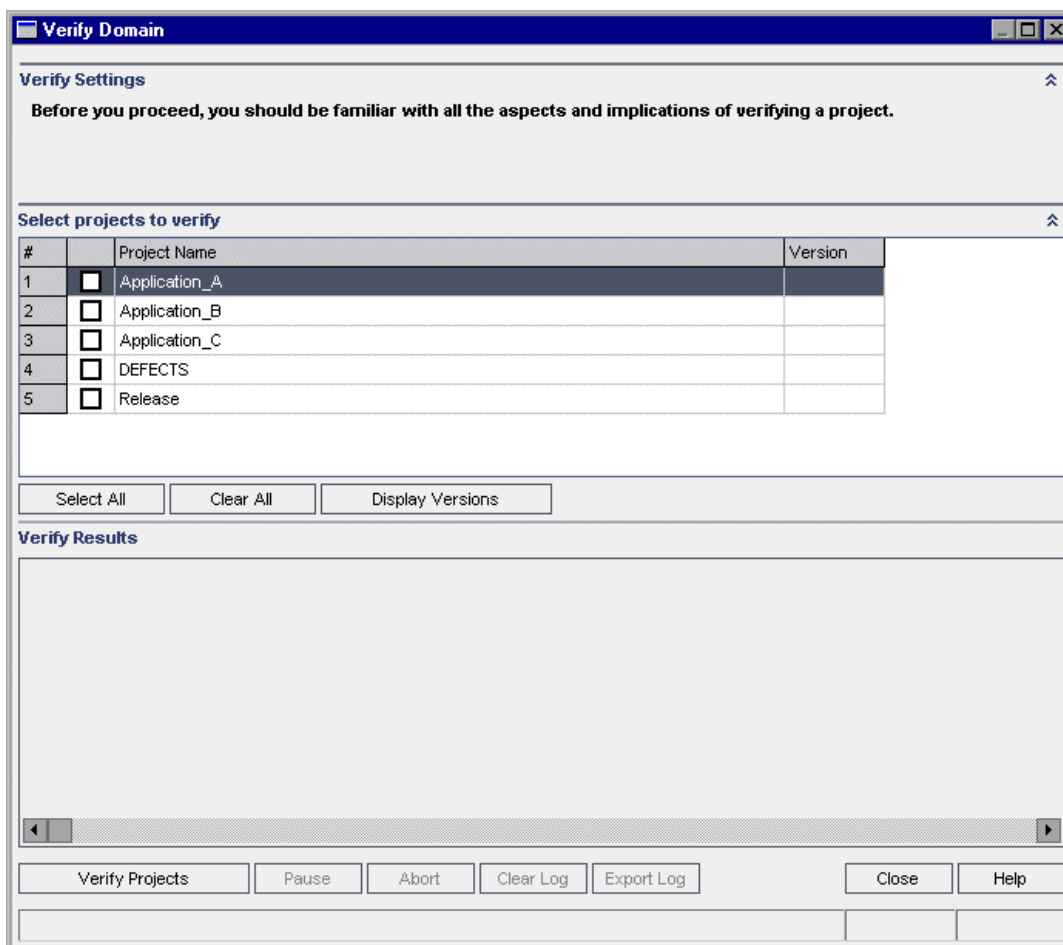 Verify Domain
Verify Settings
Before you proceed, you should be familiar with all the aspects and implications of verifying a project.
Select projects to verify
# Project Name Version
1 Application_A
2 Application_B
3 Application_C
4 DEFECTS
5 Release
Select All Clear All Display Versions
Verify Results
Verify Projects Pause Abort Clear Log Export Log Close Help